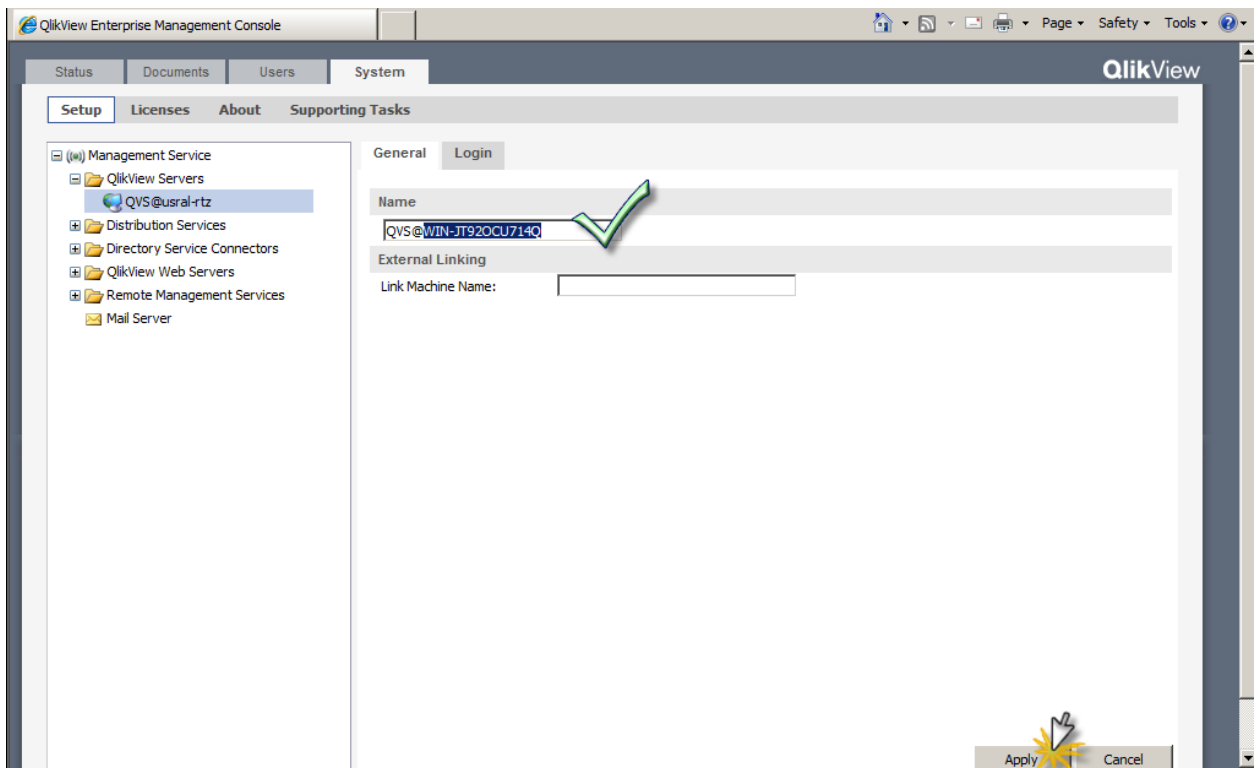 QlikView Enterprise Management Console
Page Safety Tools
Status Documents Users System
QlikView
Setup Licenses About Supporting Tasks
Management Service
QlikView Servers
QVS@usral-rtz
Distribution Services
Directory Service Connectors
QlikView Web Servers
Remote Management Services
Mail Server
General Login
Name
QVS@WIN-JT92OCU714Q
External Linking
Link Machine Name:
Apply Cancel